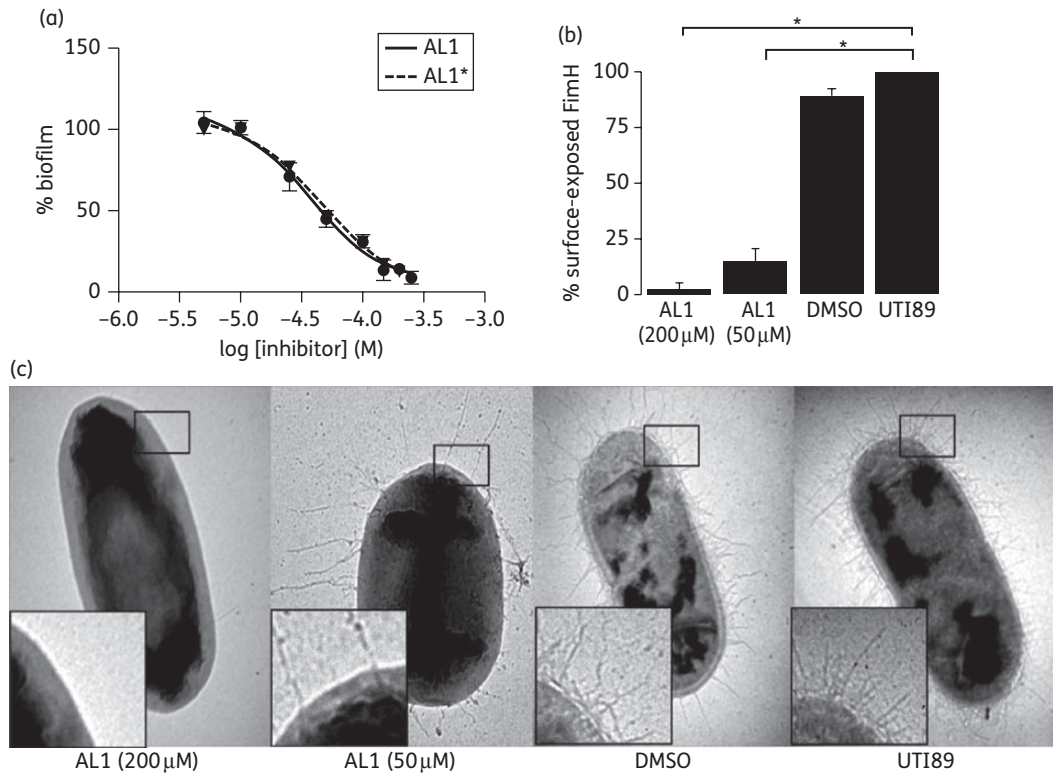 (a)
150
100
50
0
% biofilm
−6.0 −5.5 −5.0 −4.5 −4.0 −3.5 −3.0
log [inhibitor] (M)
AL1
AL1*
(b)
*
*
100
75
50
25
0
% surface-exposed FimH
AL1 (200 μM)
AL1 (50 μM)
DMSO
UTI89
(c)
AL1 (200 μM)
AL1 (50 μM)
DMSO
UTI89